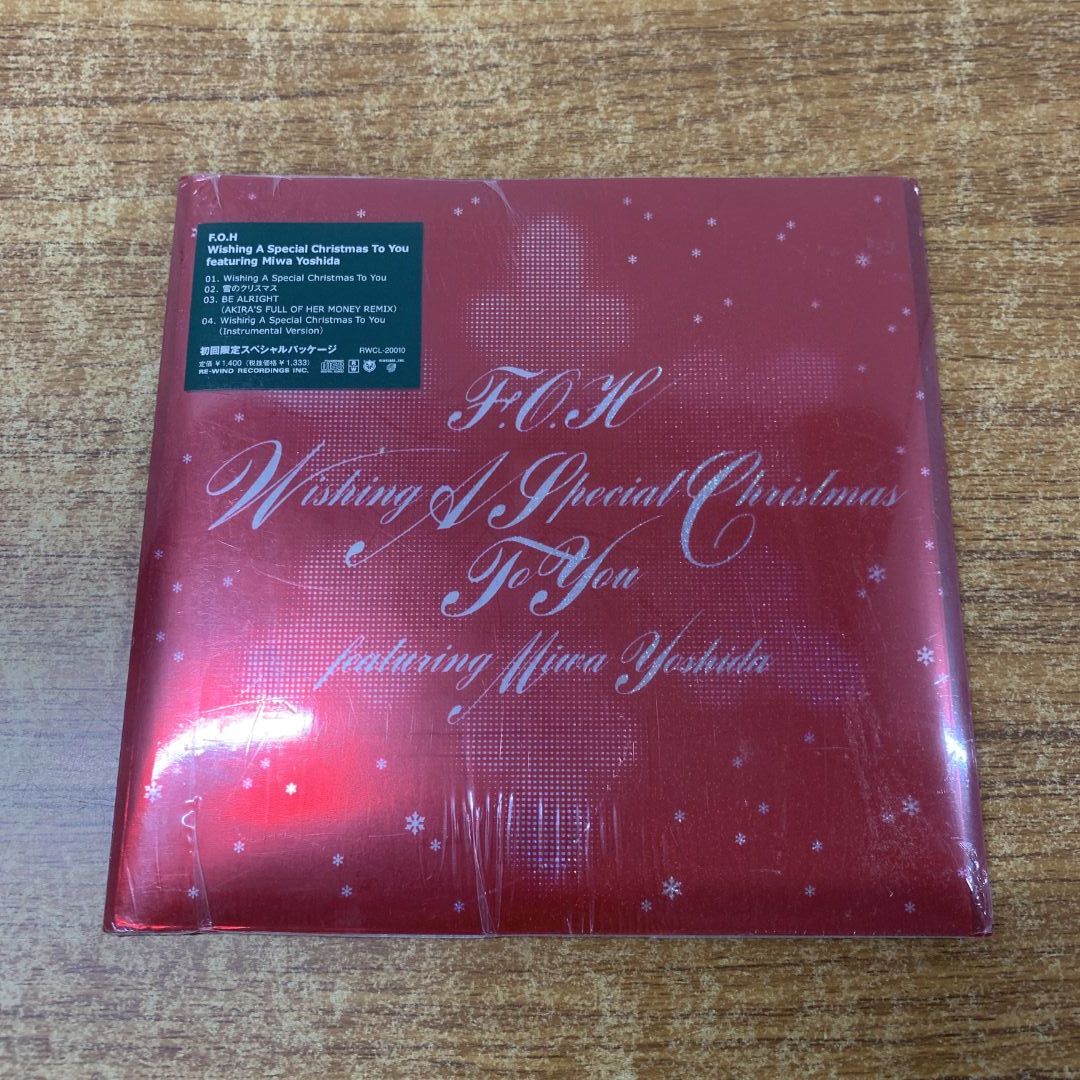 F.O.H
Wishing A Special Christmas To You
featuring Miwa Yoshida
01. Wishing A Special Christmas To You
02. 雪のクリスマス
03. BE ALRIGHT
(AKIRA'S FULL OF HER MONEY REMIX)
04. Wishing A Special Christmas To You
(Instrumental Version)
初回限定スペシャルパッケージ RWCL-20010
定価 ¥1,400 (税抜価格 ¥1,333)
RE-WIND RECORDINGS INC.
F.O.H
Wishing A Special Christmas
To You
featuring Miwa Yoshida